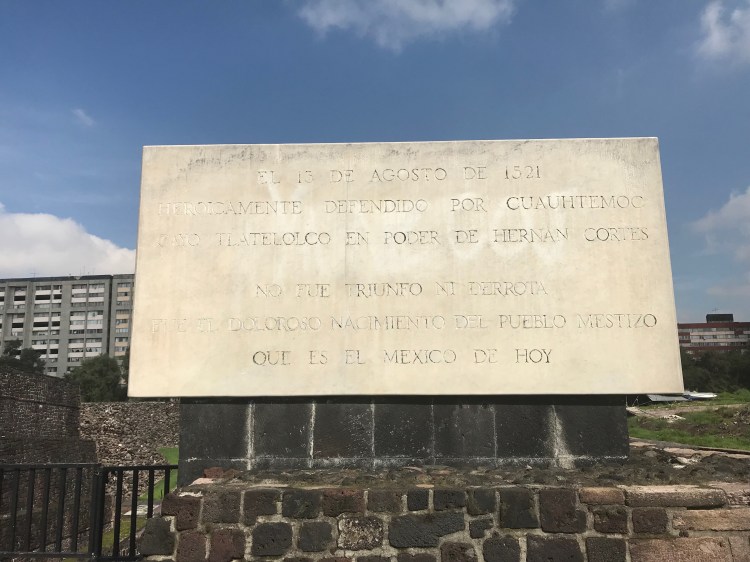 EL 13 DE AGOSTO DE 1521
HEROICAMENTE DEFENDIDO POR CUAUHTEMOC
CAYO TLATELOLCO EN PODER DE HERNAN CORTES
NO FUE TRIUNFO NI DERROTA
FUE EL DOLOROSO NACIMIENTO DEL PUEBLO MESTIZO
QUE ES EL MEXICO DE HOY